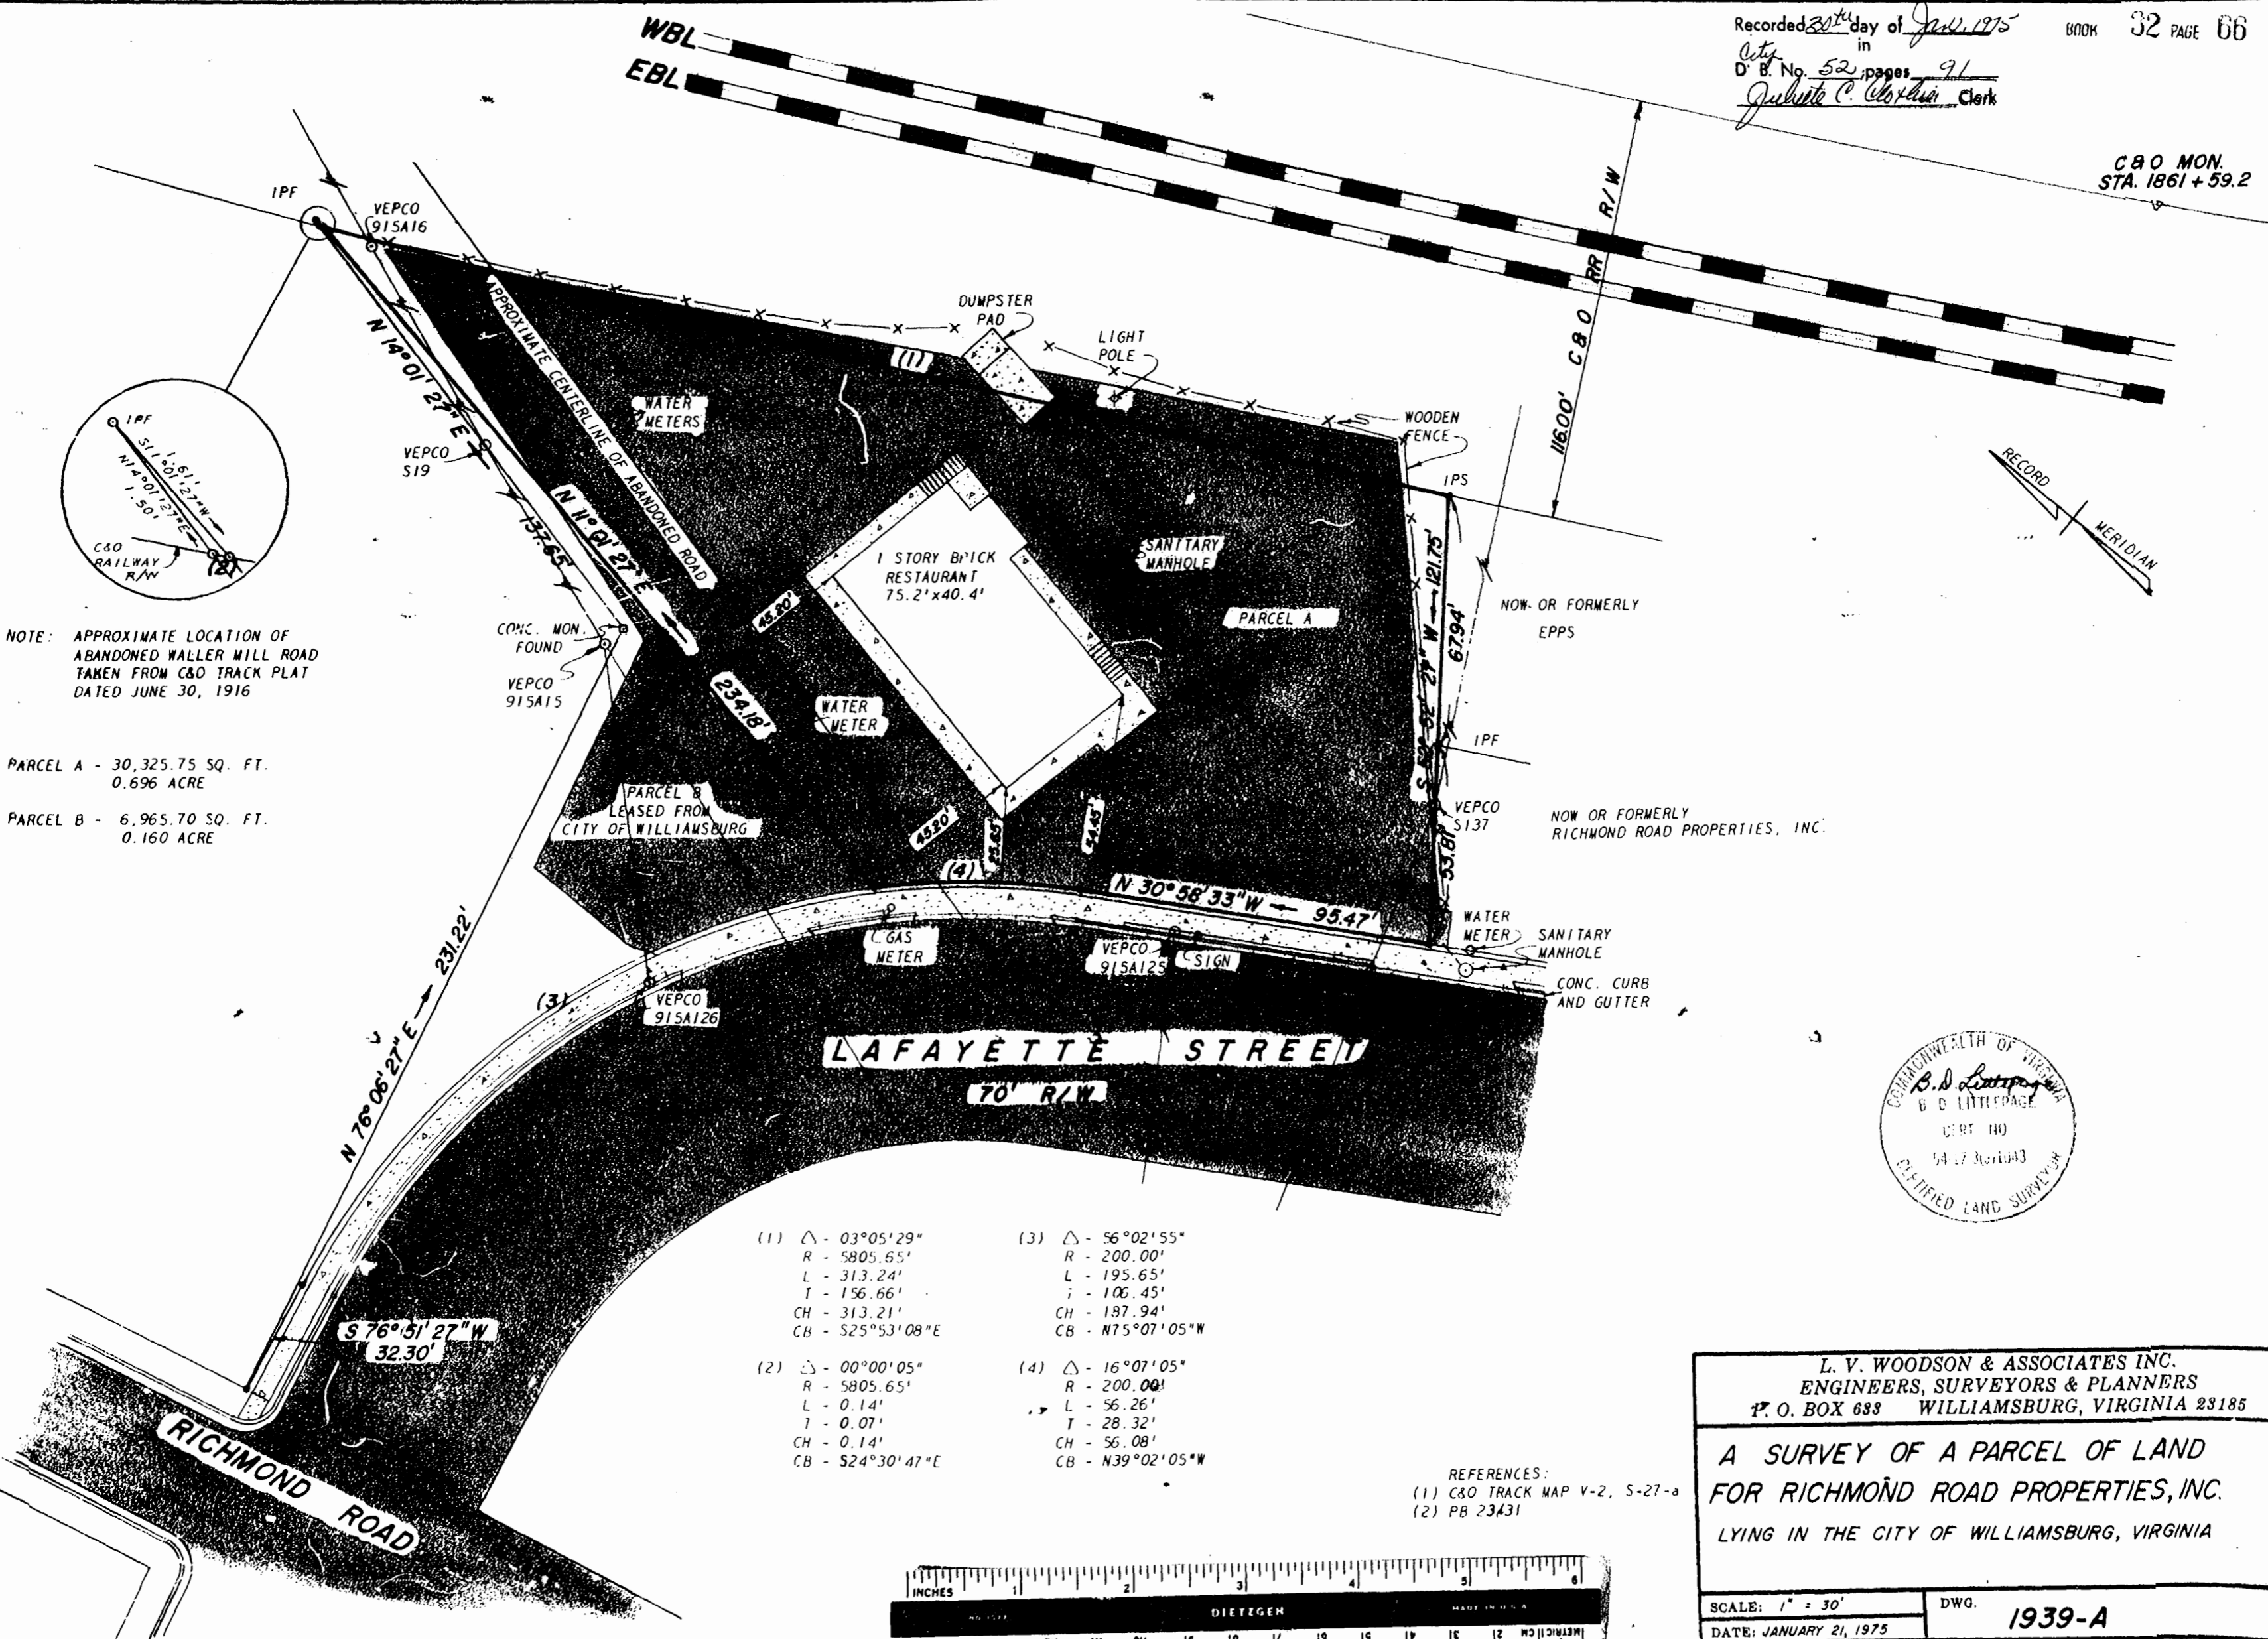 Recorded 30th day of Jan. 1975
in
City
D. B. No. 52, pages 91
Clerk
BOOK 32 PAGE 66
WBL
EBL
C & O MON.
STA. 1861 + 59.2
116.00' C & O RR R/W
IPF
VEPCO
915A16
N 14° 01' 27" E
137.65'
VEPCO
S19
APPROXIMATE CENTERLINE OF ABANDONED ROAD
N 11° 01' 27" E
234.18'
WATER
METERS
(1)
DUMPSTER
PAD
LIGHT
POLE
WOODEN
FENCE
IPS
RECORD
MERIDIAN
IPF
1.61'
S11°01'27"W
N14°01'27"E
1.50'
C&O
RAILWAY
R/W
(2)
1 STORY BRICK
RESTAURANT
75.2'x40.4'
SANITARY
MANHOLE
PARCEL A
121.75'
67.94'
53.81'
NOW OR FORMERLY
EPPS
NOTE: APPROXIMATE LOCATION OF
ABANDONED WALLER MILL ROAD
TAKEN FROM C&O TRACK PLAT
DATED JUNE 30, 1916
CONC. MON.
FOUND
VEPCO
915A15
45.20'
WATER
METER
IPF
PARCEL A - 30,325.75 SQ. FT.
0.696 ACRE
PARCEL B - 6,965.70 SQ. FT.
0.160 ACRE
PARCEL B
LEASED FROM
CITY OF WILLIAMSBURG
45.20'
VEPCO
S137
NOW OR FORMERLY
RICHMOND ROAD PROPERTIES, INC.
(4)
N 30° 58' 33" W 95.47'
GAS
METER
VEPCO
915A125
SIGN
WATER
METER
SANITARY
MANHOLE
CONC. CURB
AND GUTTER
N 76° 06' 27" E 231.22'
(3)
VEPCO
915A126
LAFAYETTE STREET
70' R/W
COMMONWEALTH OF VIRGINIA
B. D. Littlepage
B D LITTLEPAGE
CERT NO
CERTIFIED LAND SURVEYOR
(1) △ - 03°05'29"
R - 5805.65'
L - 313.24'
T - 156.66'
CH - 313.21'
CB - S25°53'08"E
(3) △ - 56°02'55"
R - 200.00'
L - 195.65'
T - 106.45'
CH - 187.94'
CB - N75°07'05"W
(2) △ - 00°00'05"
R - 5805.65'
L - 0.14'
T - 0.07'
CH - 0.14'
CB - S24°30'47"E
(4) △ - 16°07'05"
R - 200.00'
L - 56.26'
T - 28.32'
CH - 56.08'
CB - N39°02'05"W
S 76° 51' 27" W
32.30'
RICHMOND ROAD
REFERENCES:
(1) C&O TRACK MAP V-2, S-27-a
(2) PB 23431
L. V. WOODSON & ASSOCIATES INC.
ENGINEERS, SURVEYORS & PLANNERS
P. O. BOX 633 WILLIAMSBURG, VIRGINIA 23185
A SURVEY OF A PARCEL OF LAND
FOR RICHMOND ROAD PROPERTIES, INC.
LYING IN THE CITY OF WILLIAMSBURG, VIRGINIA
SCALE: 1" = 30'
DATE: JANUARY 21, 1975
DWG.
1939-A
INCHES 1 2 3 4 5 6
DIETZGEN
MADE IN U.S.A.
METRIC CM